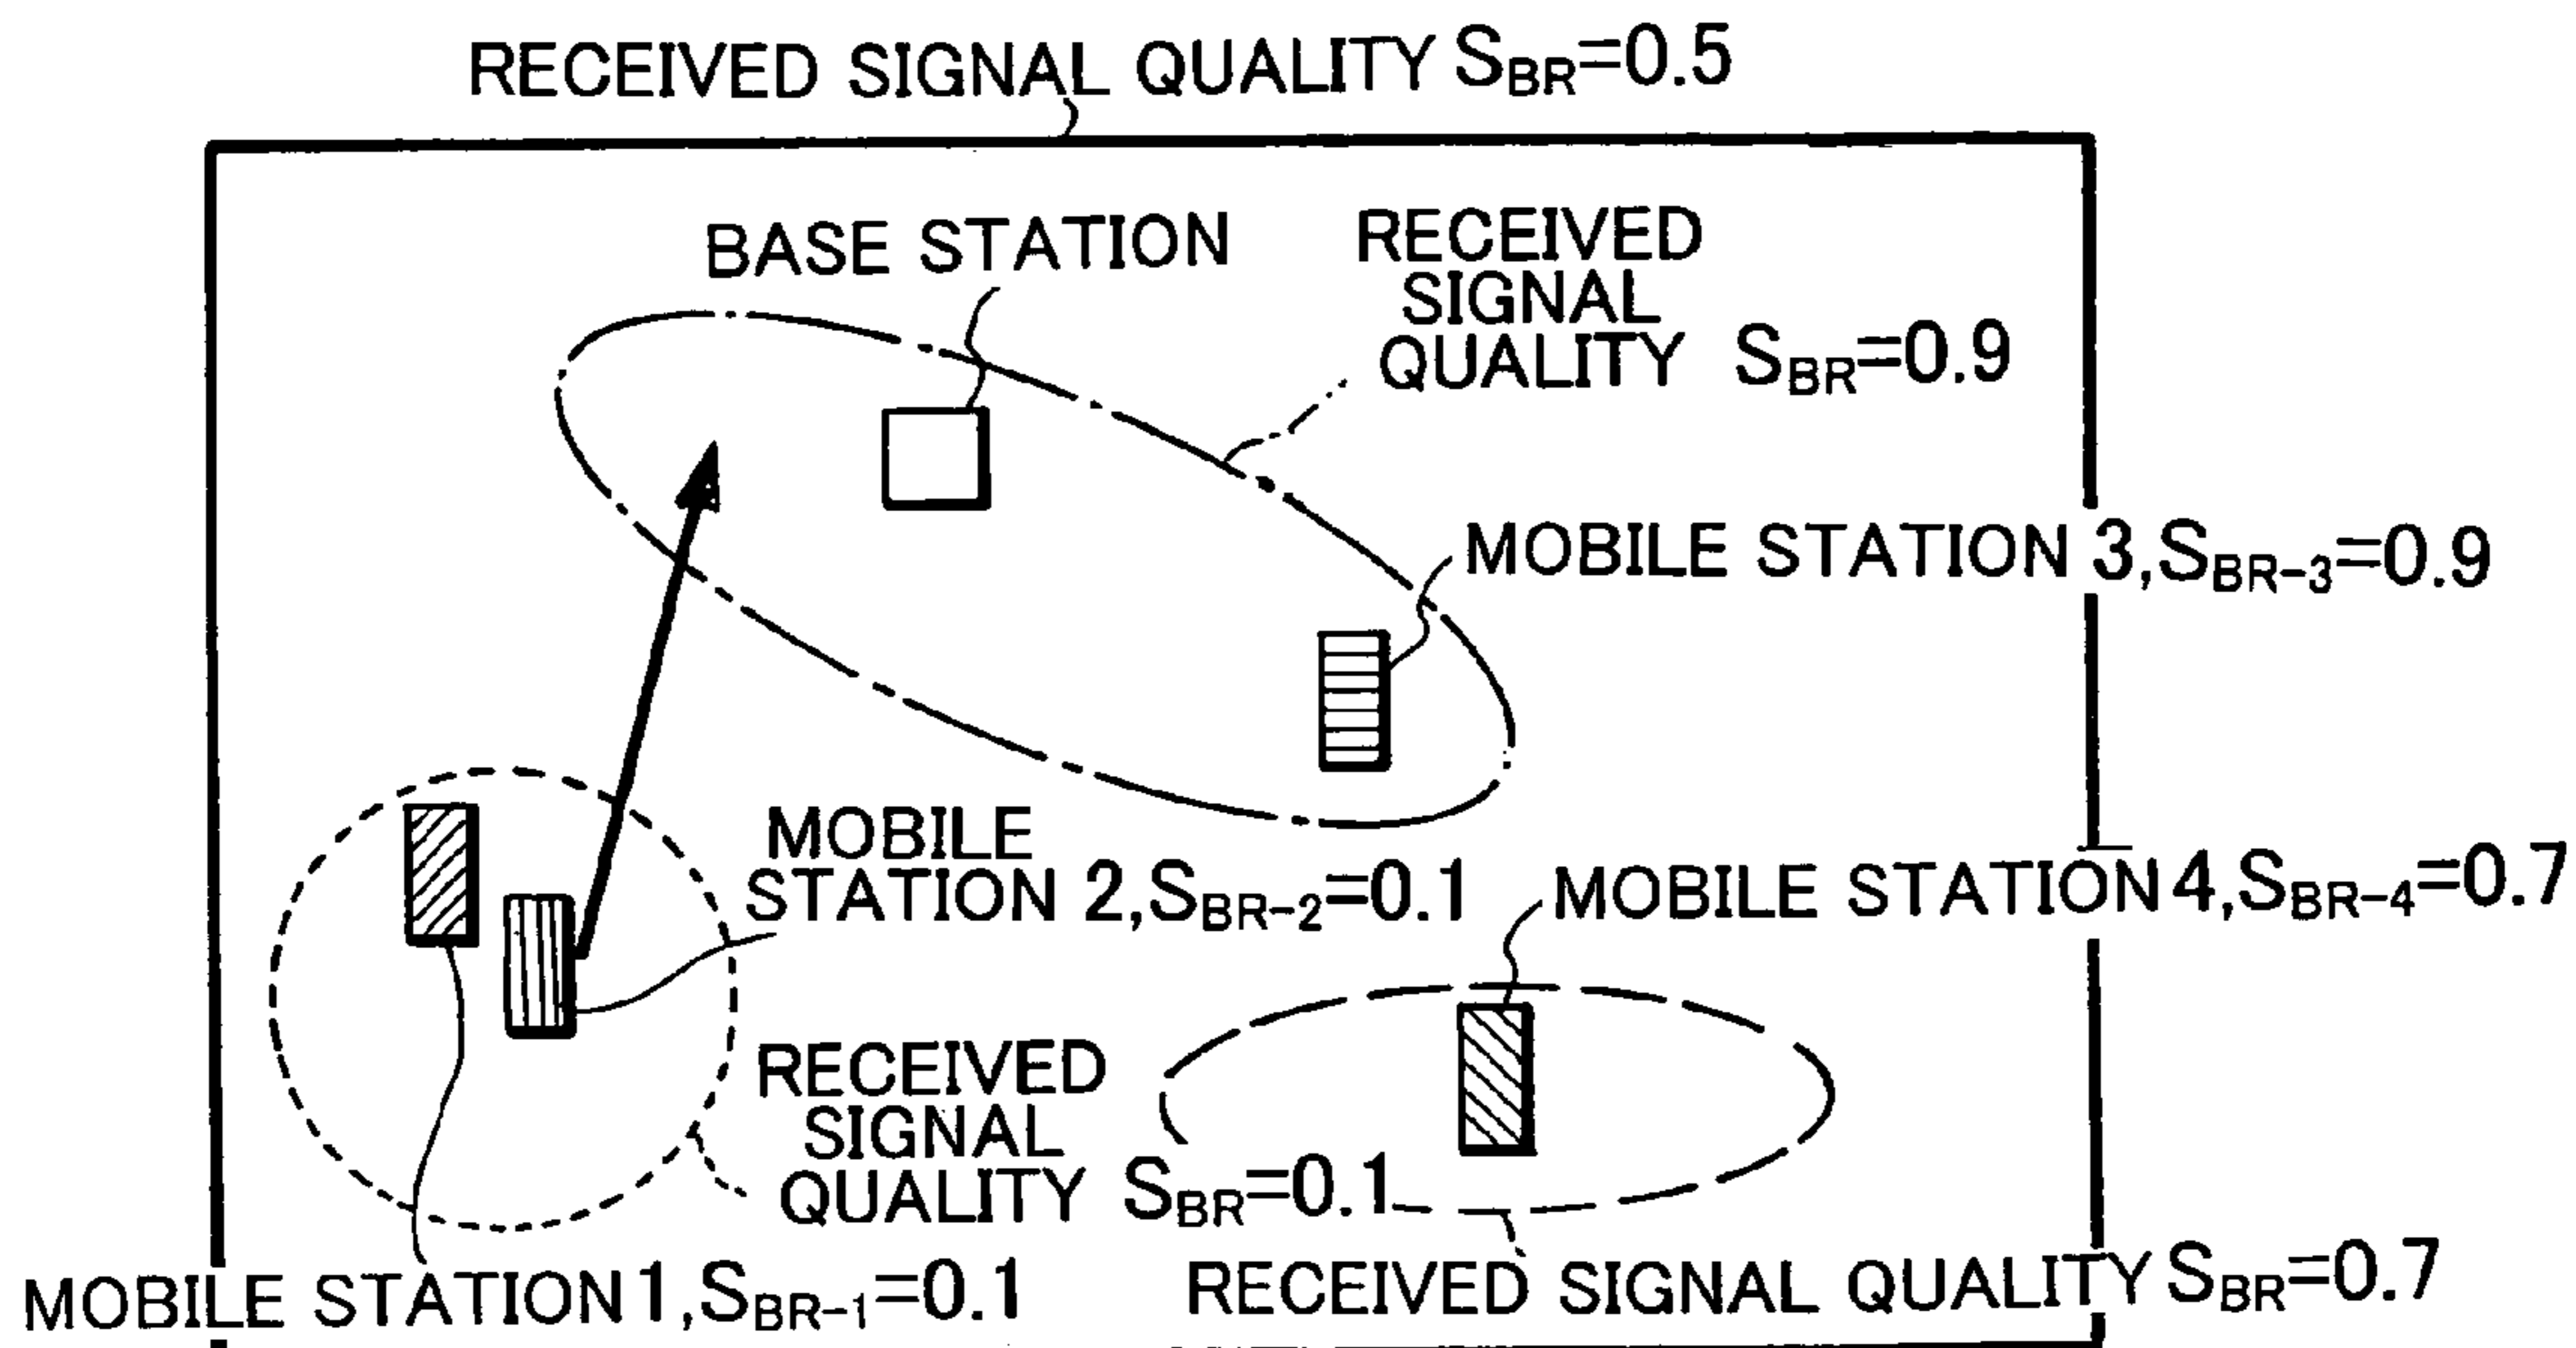 RECEIVED SIGNAL QUALITY S_BR=0.5
BASE STATION
RECEIVED
SIGNAL
QUALITY S_BR=0.9
MOBILE STATION 3,S_BR-3=0.9
MOBILE
STATION 2,S_BR-2=0.1
MOBILE STATION 4,S_BR-4=0.7
RECEIVED
SIGNAL
QUALITY S_BR=0.1
MOBILE STATION 1,S_BR-1=0.1
RECEIVED SIGNAL QUALITY S_BR=0.7